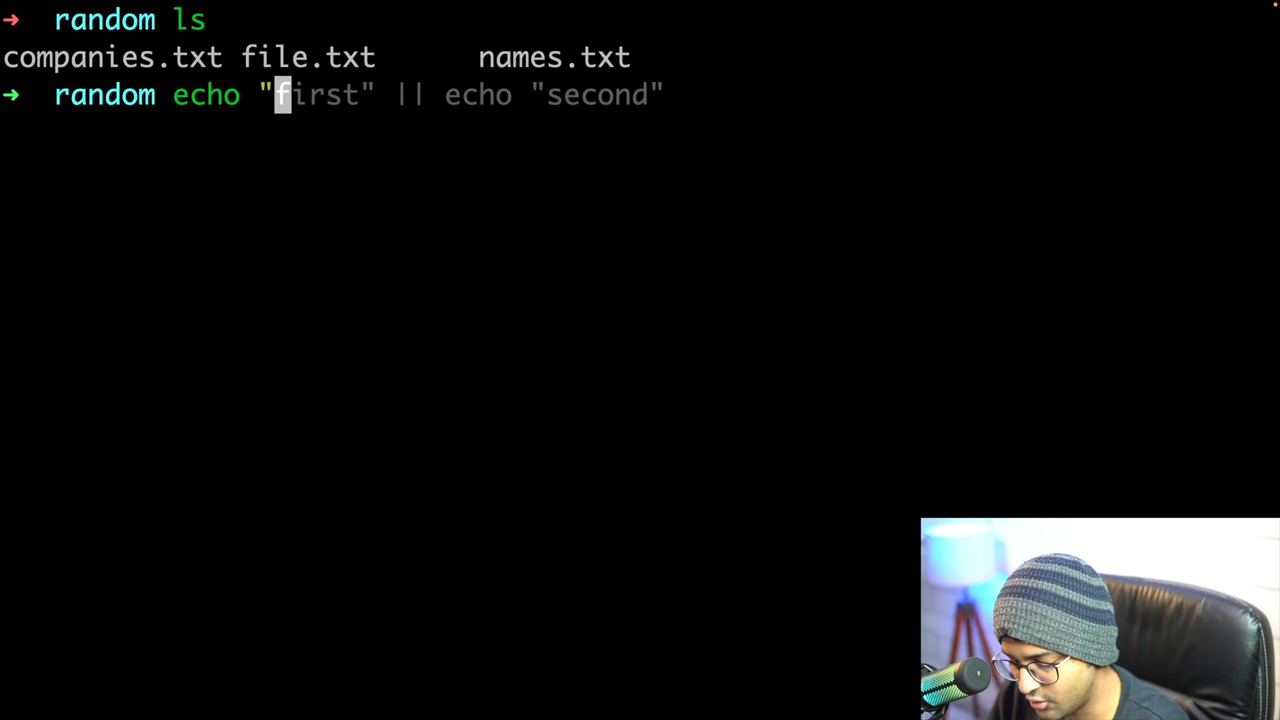 ➜ random ls
companies.txt file.txt names.txt
➜ random echo "first" || echo "second"